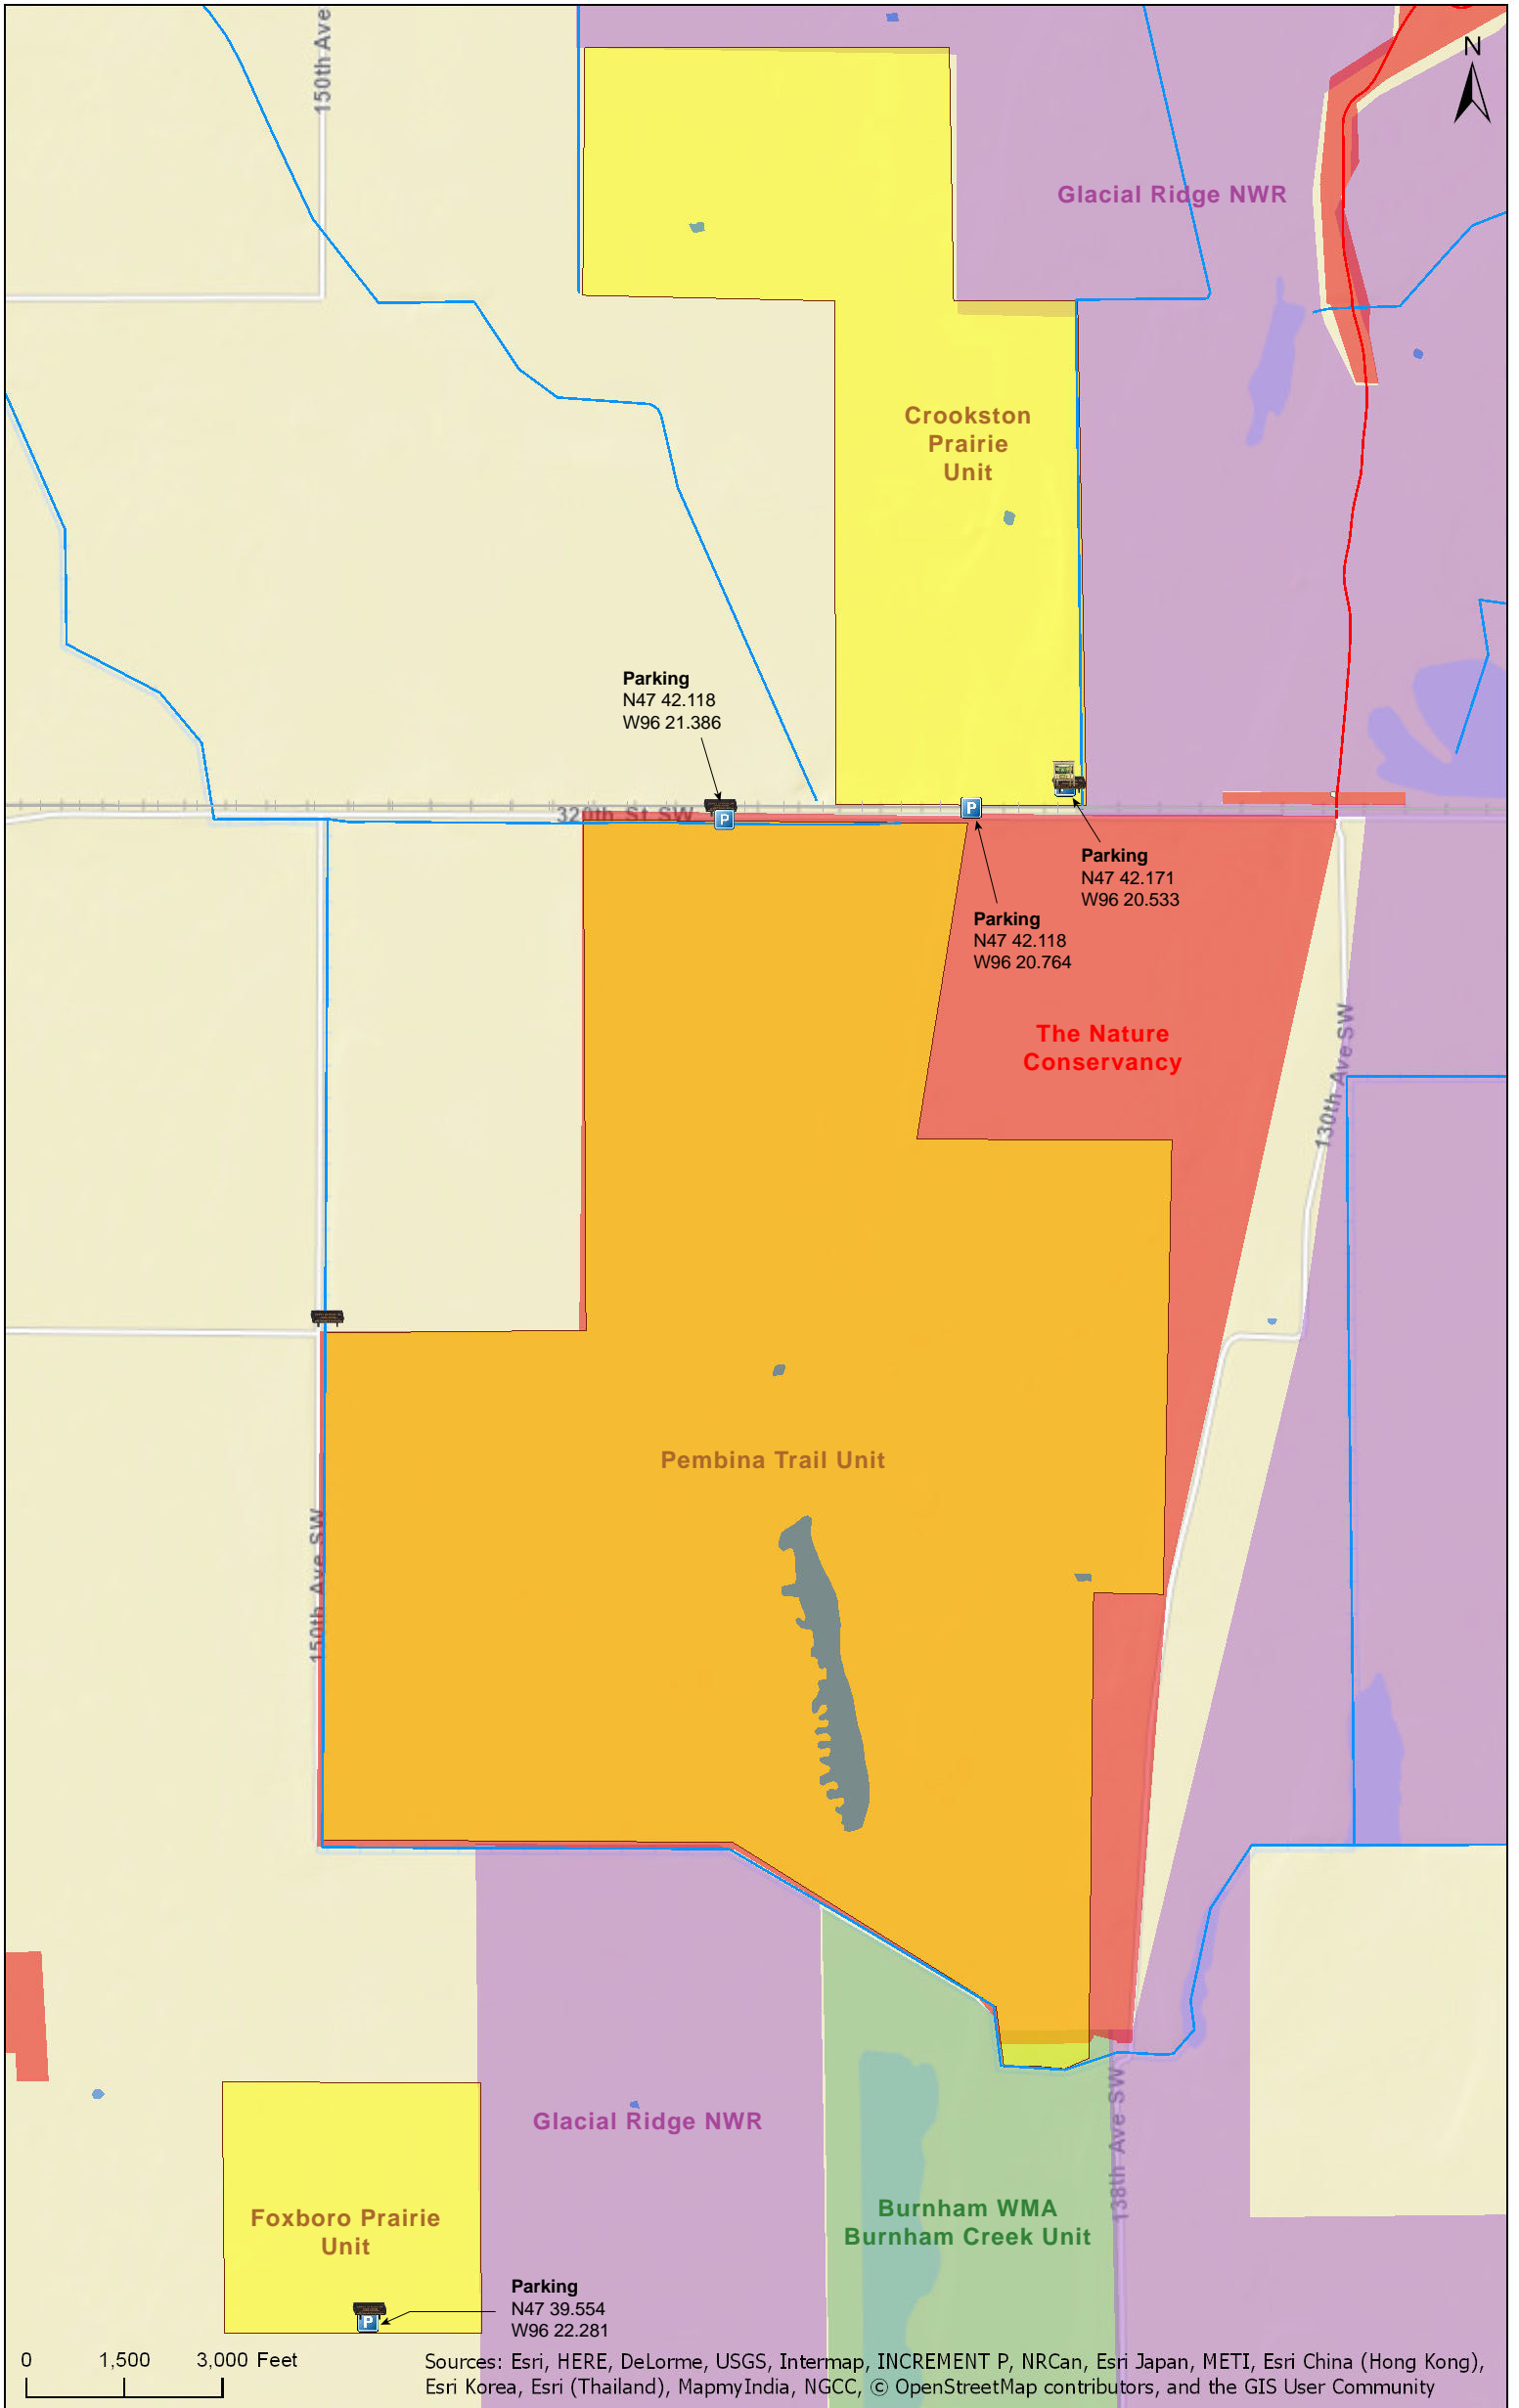 150th Ave
N
Glacial Ridge NWR
Crookston
Prairie
Unit
Parking
N47 42.118
W96 21.386
320th St SW
P
P
Parking
N47 42.171
W96 20.533
Parking
N47 42.118
W96 20.764
The Nature
Conservancy
130th Ave SW
Pembina Trail Unit
150th Ave SW
Glacial Ridge NWR
138th Ave SW
Burnham WMA
Burnham Creek Unit
Foxboro Prairie
Unit
P
Parking
N47 39.554
W96 22.281
0 1,500 3,000 Feet
Sources: Esri, HERE, DeLorme, USGS, Intermap, INCREMENT P, NRCan, Esri Japan, METI, Esri China (Hong Kong),
Esri Korea, Esri (Thailand), MapmyIndia, NGCC, © OpenStreetMap contributors, and the GIS User Community